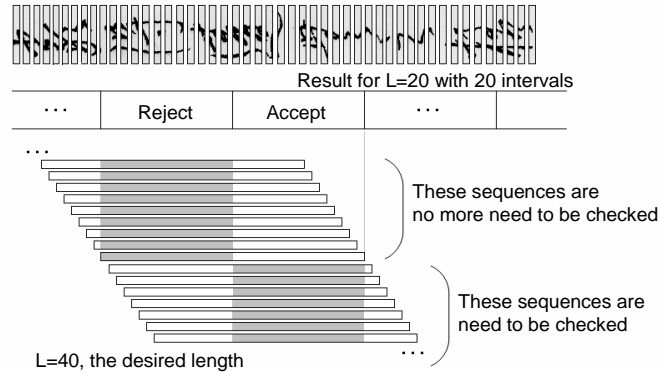 Result for L=20 with 20 intervals
... Reject Accept ...
...
These sequences are
no more need to be checked
These sequences are
need to be checked
...
L=40, the desired length